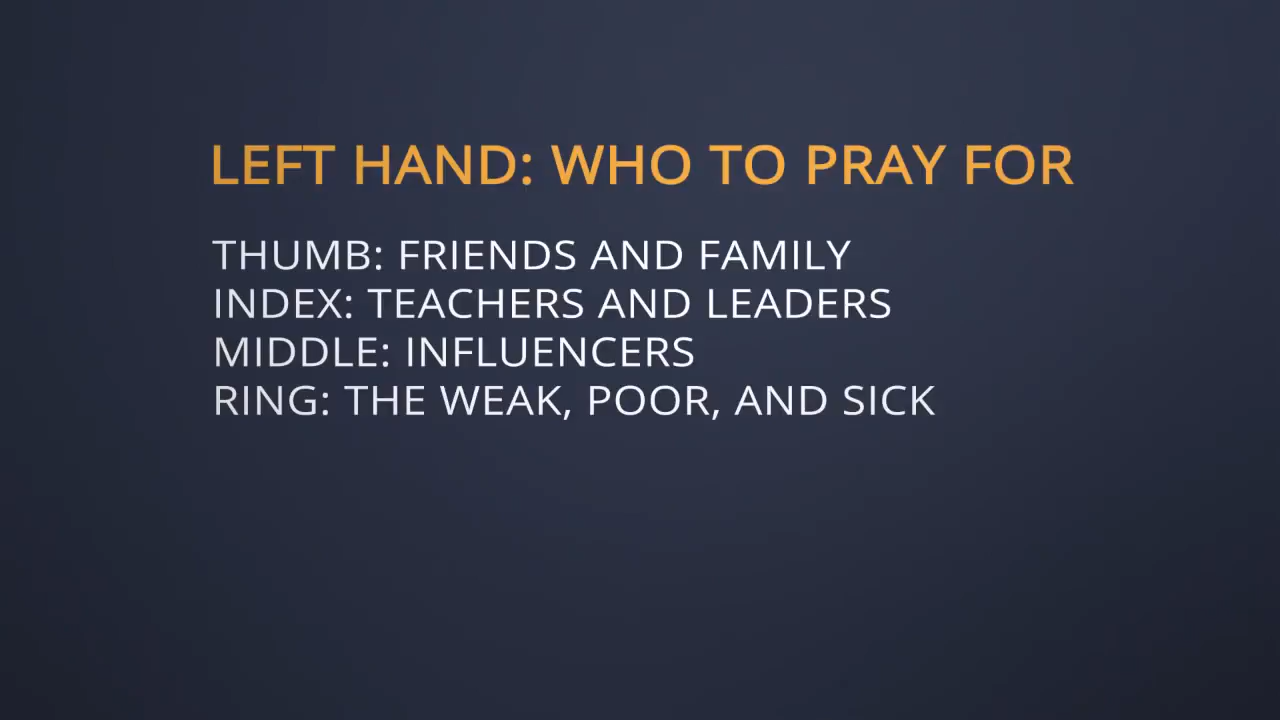 LEFT HAND: WHO TO PRAY FOR
THUMB: FRIENDS AND FAMILY
INDEX: TEACHERS AND LEADERS
MIDDLE: INFLUENCERS
RING: THE WEAK, POOR, AND SICK